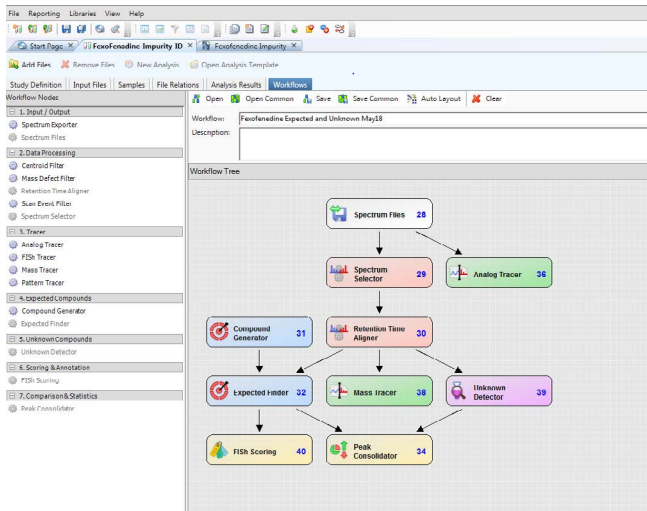 File Reporting Libraries View Help
Start Page FexoFenadine Impurity ID Fexofenedine Impurity
Add Files Remove Files New Analysis Open Analysis Template
Study Definition Input Files Samples File Relations Analysis Results Workflows
Workflow Nodes
Open Open Common Save Save Common Auto Layout Clear
1. Input / Output
Spectrum Exporter
Spectrum Files
2. Data Processing
Centroid Filter
Mass Defect Filter
Retention Time Aligner
Scan Event Filter
Spectrum Selector
3. Tracer
Analog Tracer
FISh Tracer
Mass Tracer
Pattern Tracer
4. Expected Compounds
Compound Generator
Expected Finder
5. Unknown Compounds
Unknown Detector
6. Scoring & Annotation
FISh Scoring
7. Comparison & Statistics
Peak Consolidator
Workflow: Fexofenedine Expected and Unknown May18
Description:
Workflow Tree
Spectrum Files 28
Spectrum Selector 29
Analog Tracer 36
Compound Generator 31
Retention Time Aligner 30
Expected Finder 32
Mass Tracer 38
Unknown Detector 39
FISh Scoring 40
Peak Consolidator 34